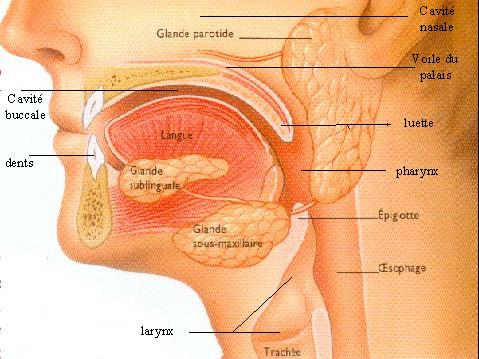 Cavité
nasale
Glande parotide
Voile du
palais
Cavité
buccale
luette
Langue
dents
Glande
sublinguale
pharynx
Épiglotte
Glande
sous-maxillaire
Œsophage
larynx
Trachée